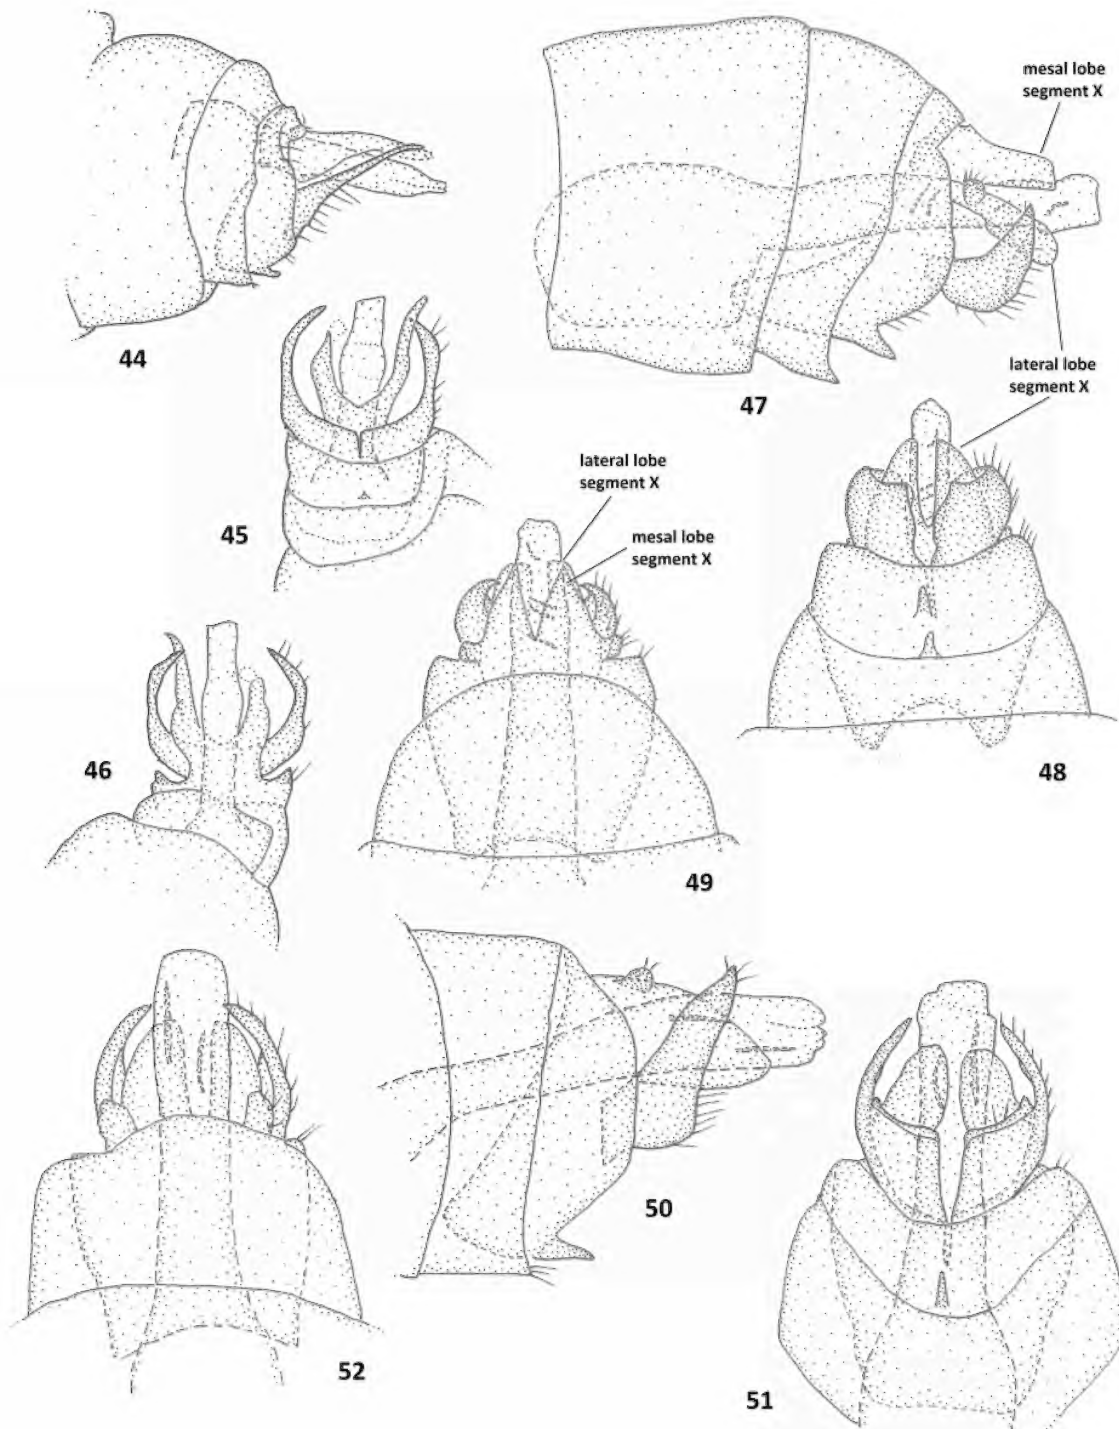 mesal lobe
segment X
44
47
lateral lobe
segment X
45
lateral lobe
segment X
mesal lobe
segment X
46
48
49
50
52
51